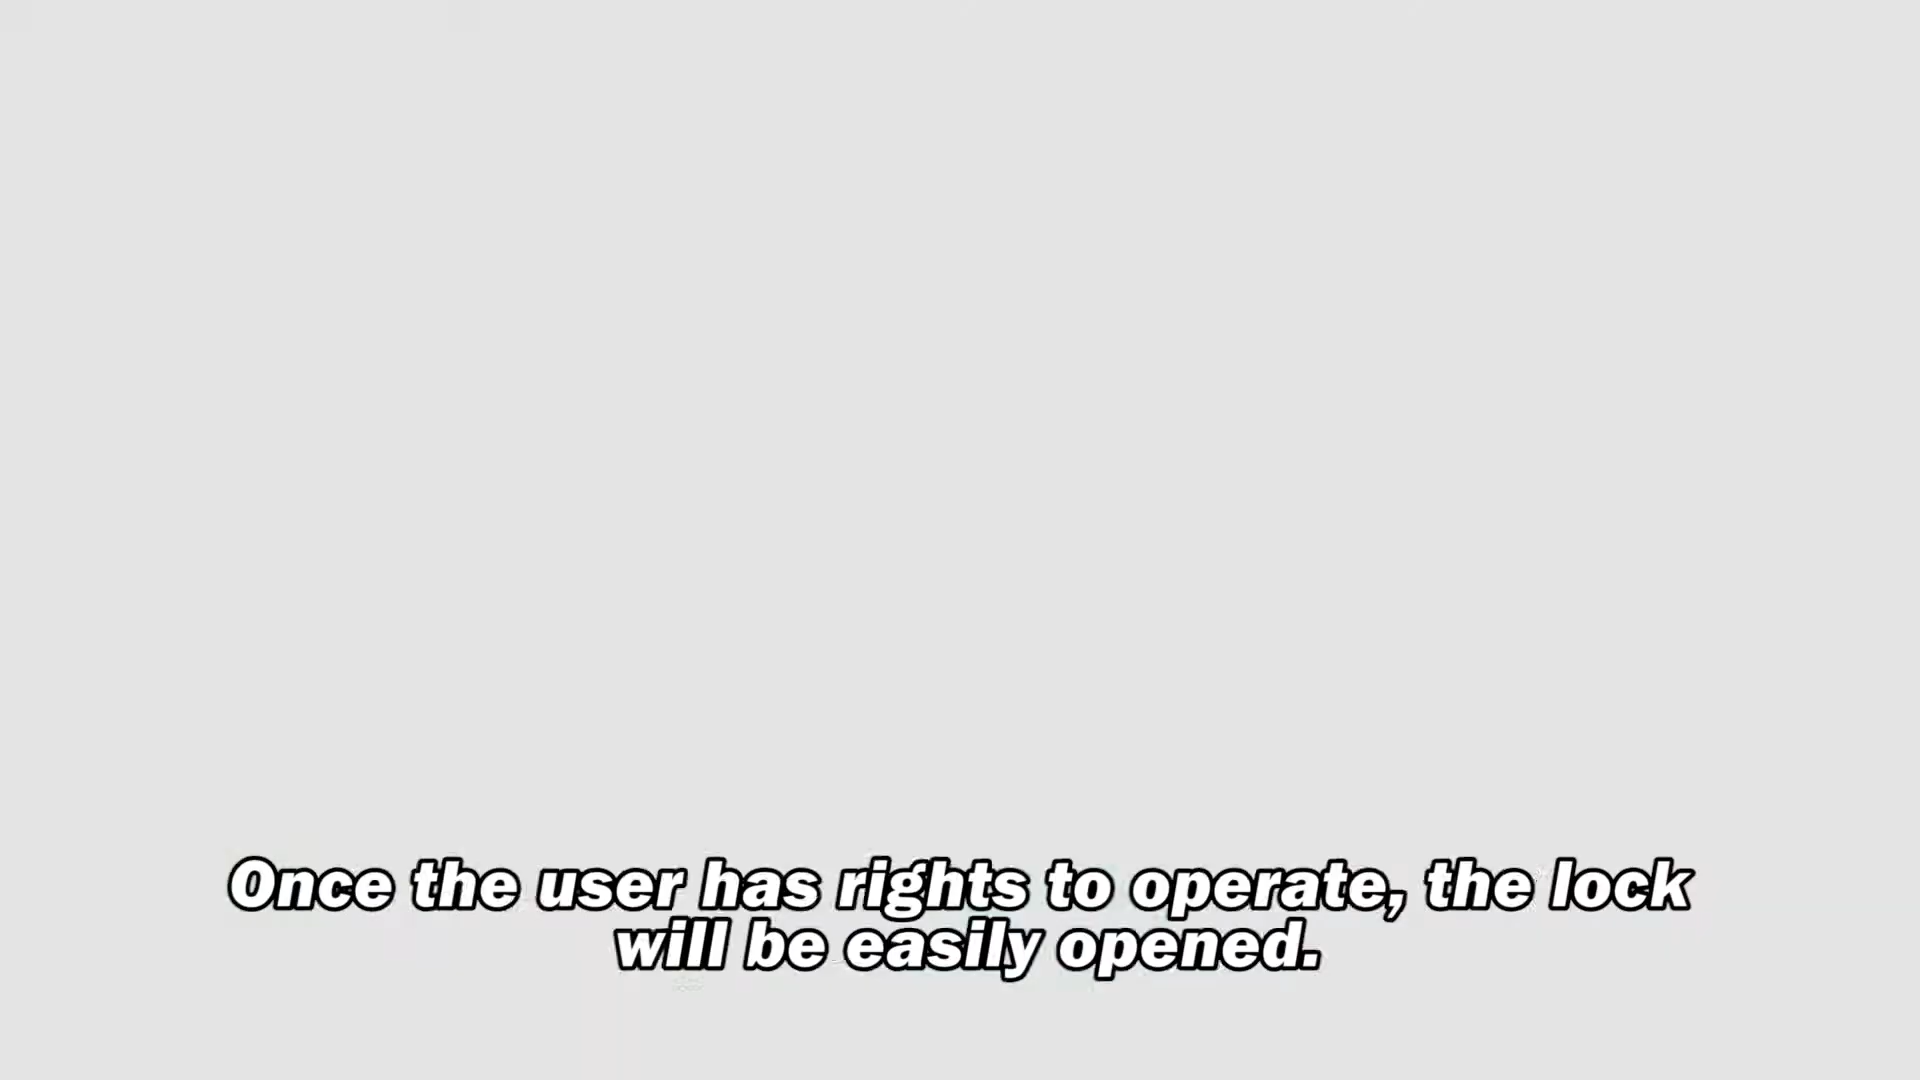 Once the user has rights to operate, the lock
will be easily opened.